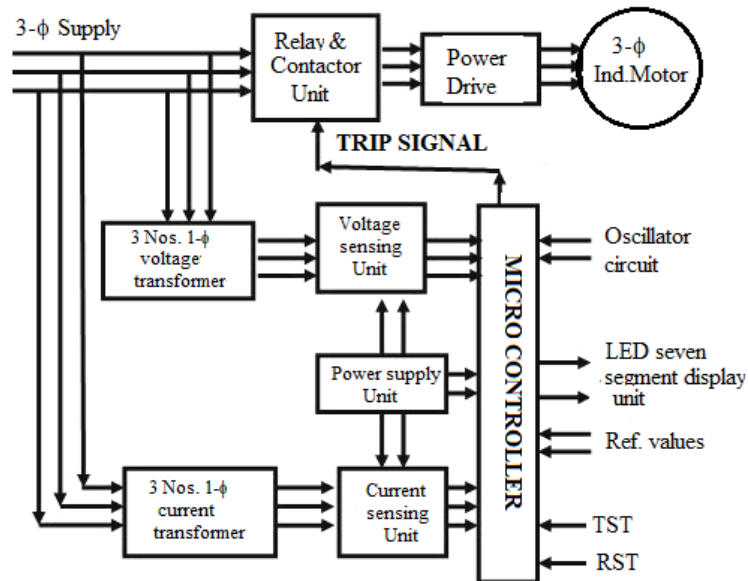 3-ϕ Supply
Relay &
Contactor
Unit
Power
Drive
3-ϕ
Ind.Motor
TRIP SIGNAL
3 Nos. 1-ϕ
voltage
transformer
Voltage
sensing
Unit
MICRO CONTROLLER
Oscillator
circuit
Power supply
Unit
LED seven
segment display
unit
Ref. values
3 Nos. 1-ϕ
current
transformer
Current
sensing
Unit
TST
RST